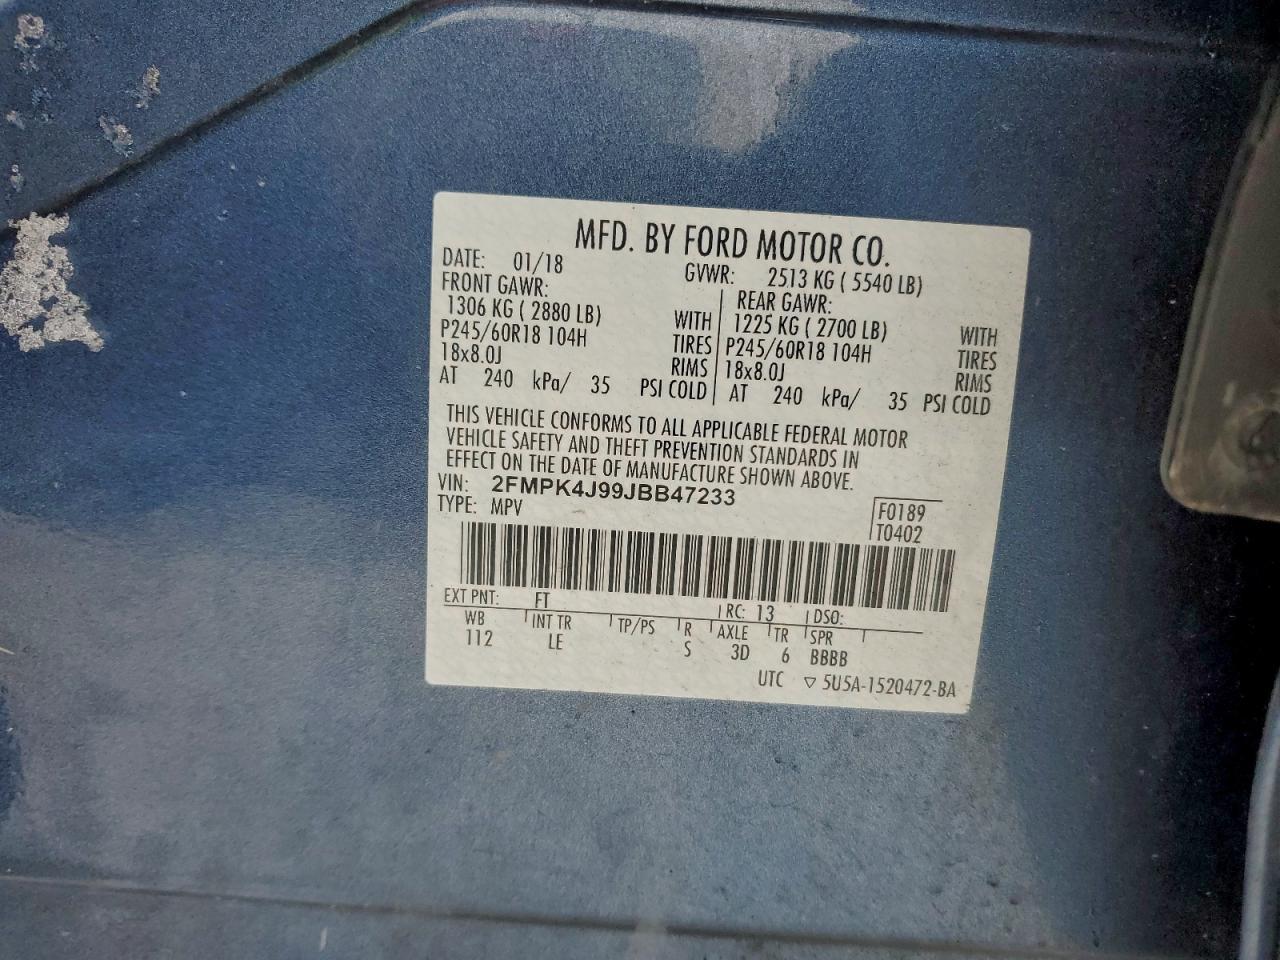 MFD. BY FORD MOTOR CO.
DATE: 01/18 GVWR: 2513 KG ( 5540 LB)
FRONT GAWR: REAR GAWR:
1306 KG ( 2880 LB) WITH 1225 KG ( 2700 LB) WITH
P245/60R18 104H TIRES P245/60R18 104H TIRES
18x8.0J RIMS 18x8.0J RIMS
AT 240 kPa/ 35 PSI COLD AT 240 kPa/ 35 PSI COLD
THIS VEHICLE CONFORMS TO ALL APPLICABLE FEDERAL MOTOR
VEHICLE SAFETY AND THEFT PREVENTION STANDARDS IN
EFFECT ON THE DATE OF MANUFACTURE SHOWN ABOVE.
VIN: 2FMPK4J99JBB47233
TYPE: MPV
F0189
T0402
EXT PNT: FT RC: 13 DSO:
WB INT TR TP/PS R AXLE TR SPR
112 LE S 3D 6 BBBB
UTC ▽ 5U5A-1520472-BA